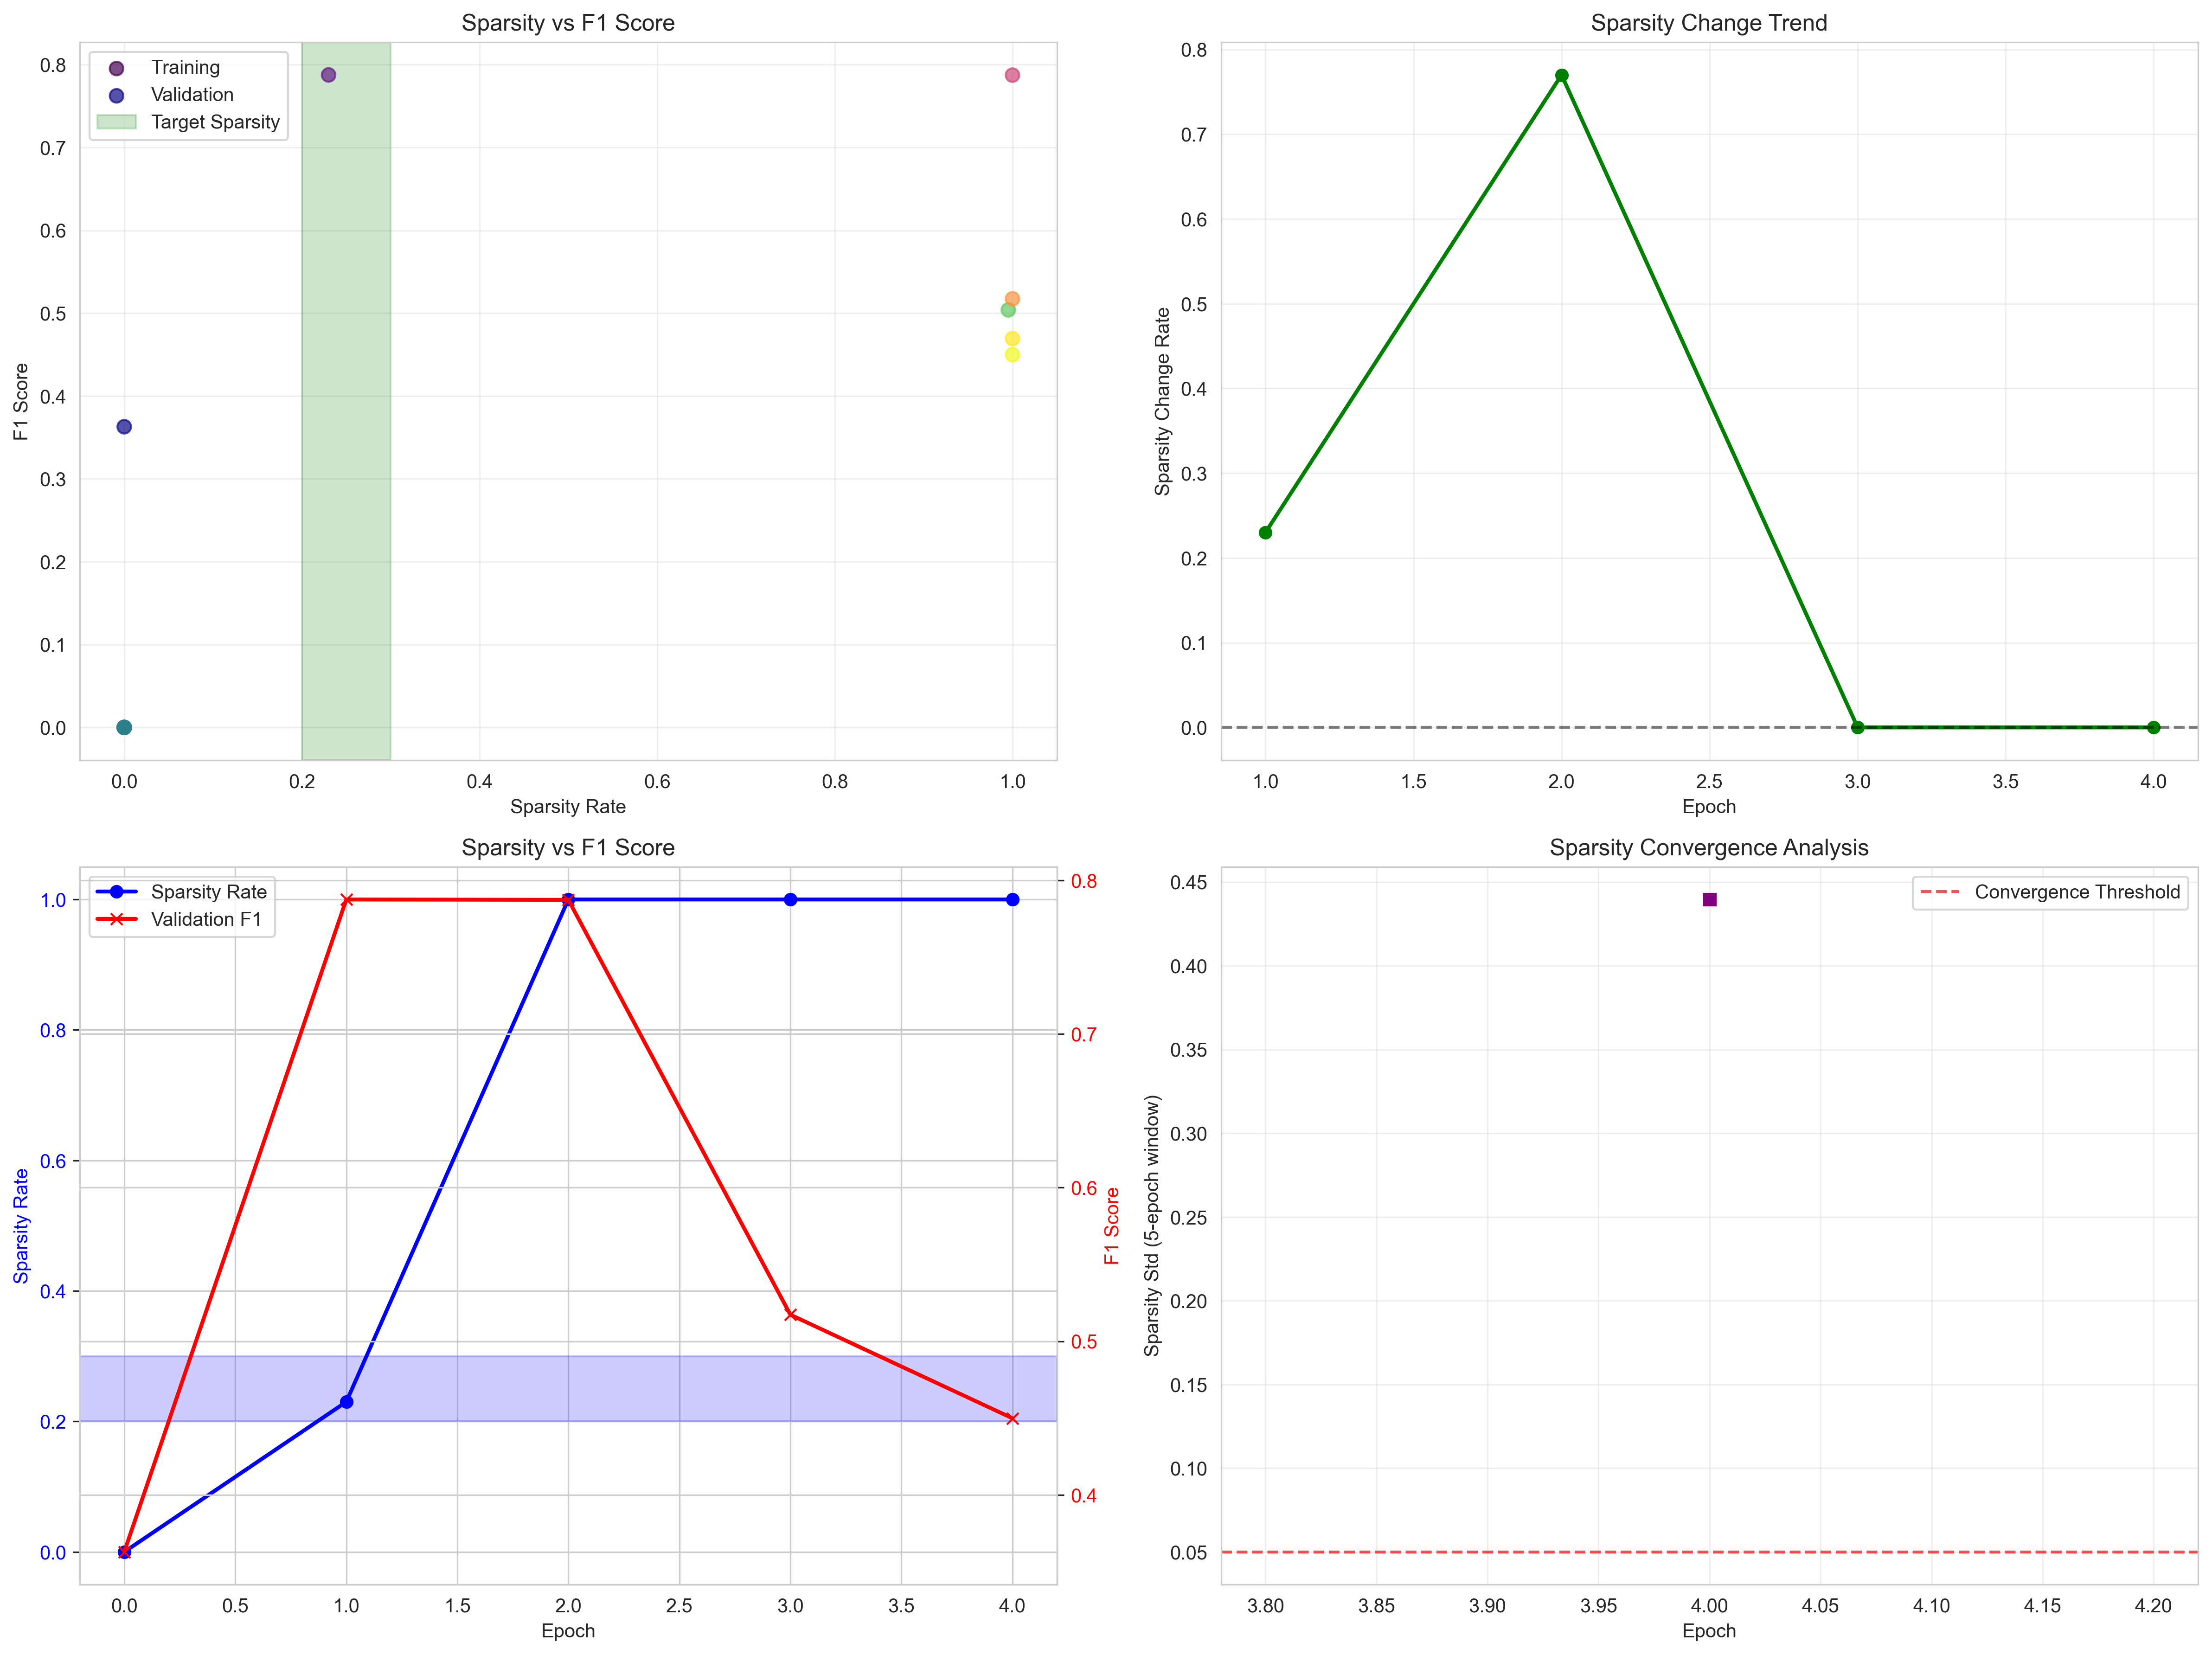 Sparsity vs F1 Score
Training
Validation
Target Sparsity
0.8
0.7
0.6
0.5
0.4
0.3
0.2
0.1
0.0
F1 Score
0.0 0.2 0.4 0.6 0.8 1.0
Sparsity Rate
Sparsity Change Trend
0.8
0.7
0.6
0.5
0.4
0.3
0.2
0.1
0.0
Sparsity Change Rate
1.0 1.5 2.0 2.5 3.0 3.5 4.0
Epoch
Sparsity vs F1 Score
Sparsity Rate
Validation F1
1.0
0.8
0.6
0.4
0.2
0.0
Sparsity Rate
0.8
0.7
0.6
0.5
0.4
F1 Score
0.0 0.5 1.0 1.5 2.0 2.5 3.0 3.5 4.0
Epoch
Sparsity Convergence Analysis
Convergence Threshold
0.45
0.40
0.35
0.30
0.25
0.20
0.15
0.10
0.05
Sparsity Std (5-epoch window)
3.80 3.85 3.90 3.95 4.00 4.05 4.10 4.15 4.20
Epoch